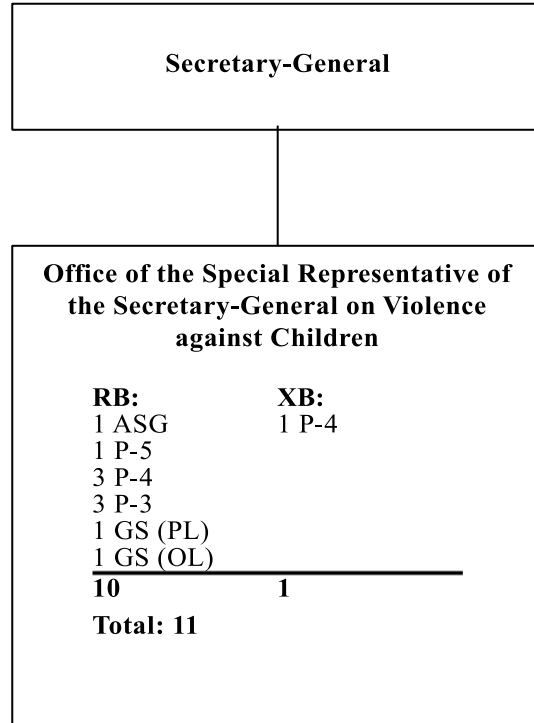 Secretary-General
Office of the Special Representative of
the Secretary-General on Violence
against Children
RB: XB:
1 ASG 1 P-4
1 P-5
3 P-4
3 P-3
1 GS (PL)
1 GS (OL)
10 1
Total: 11